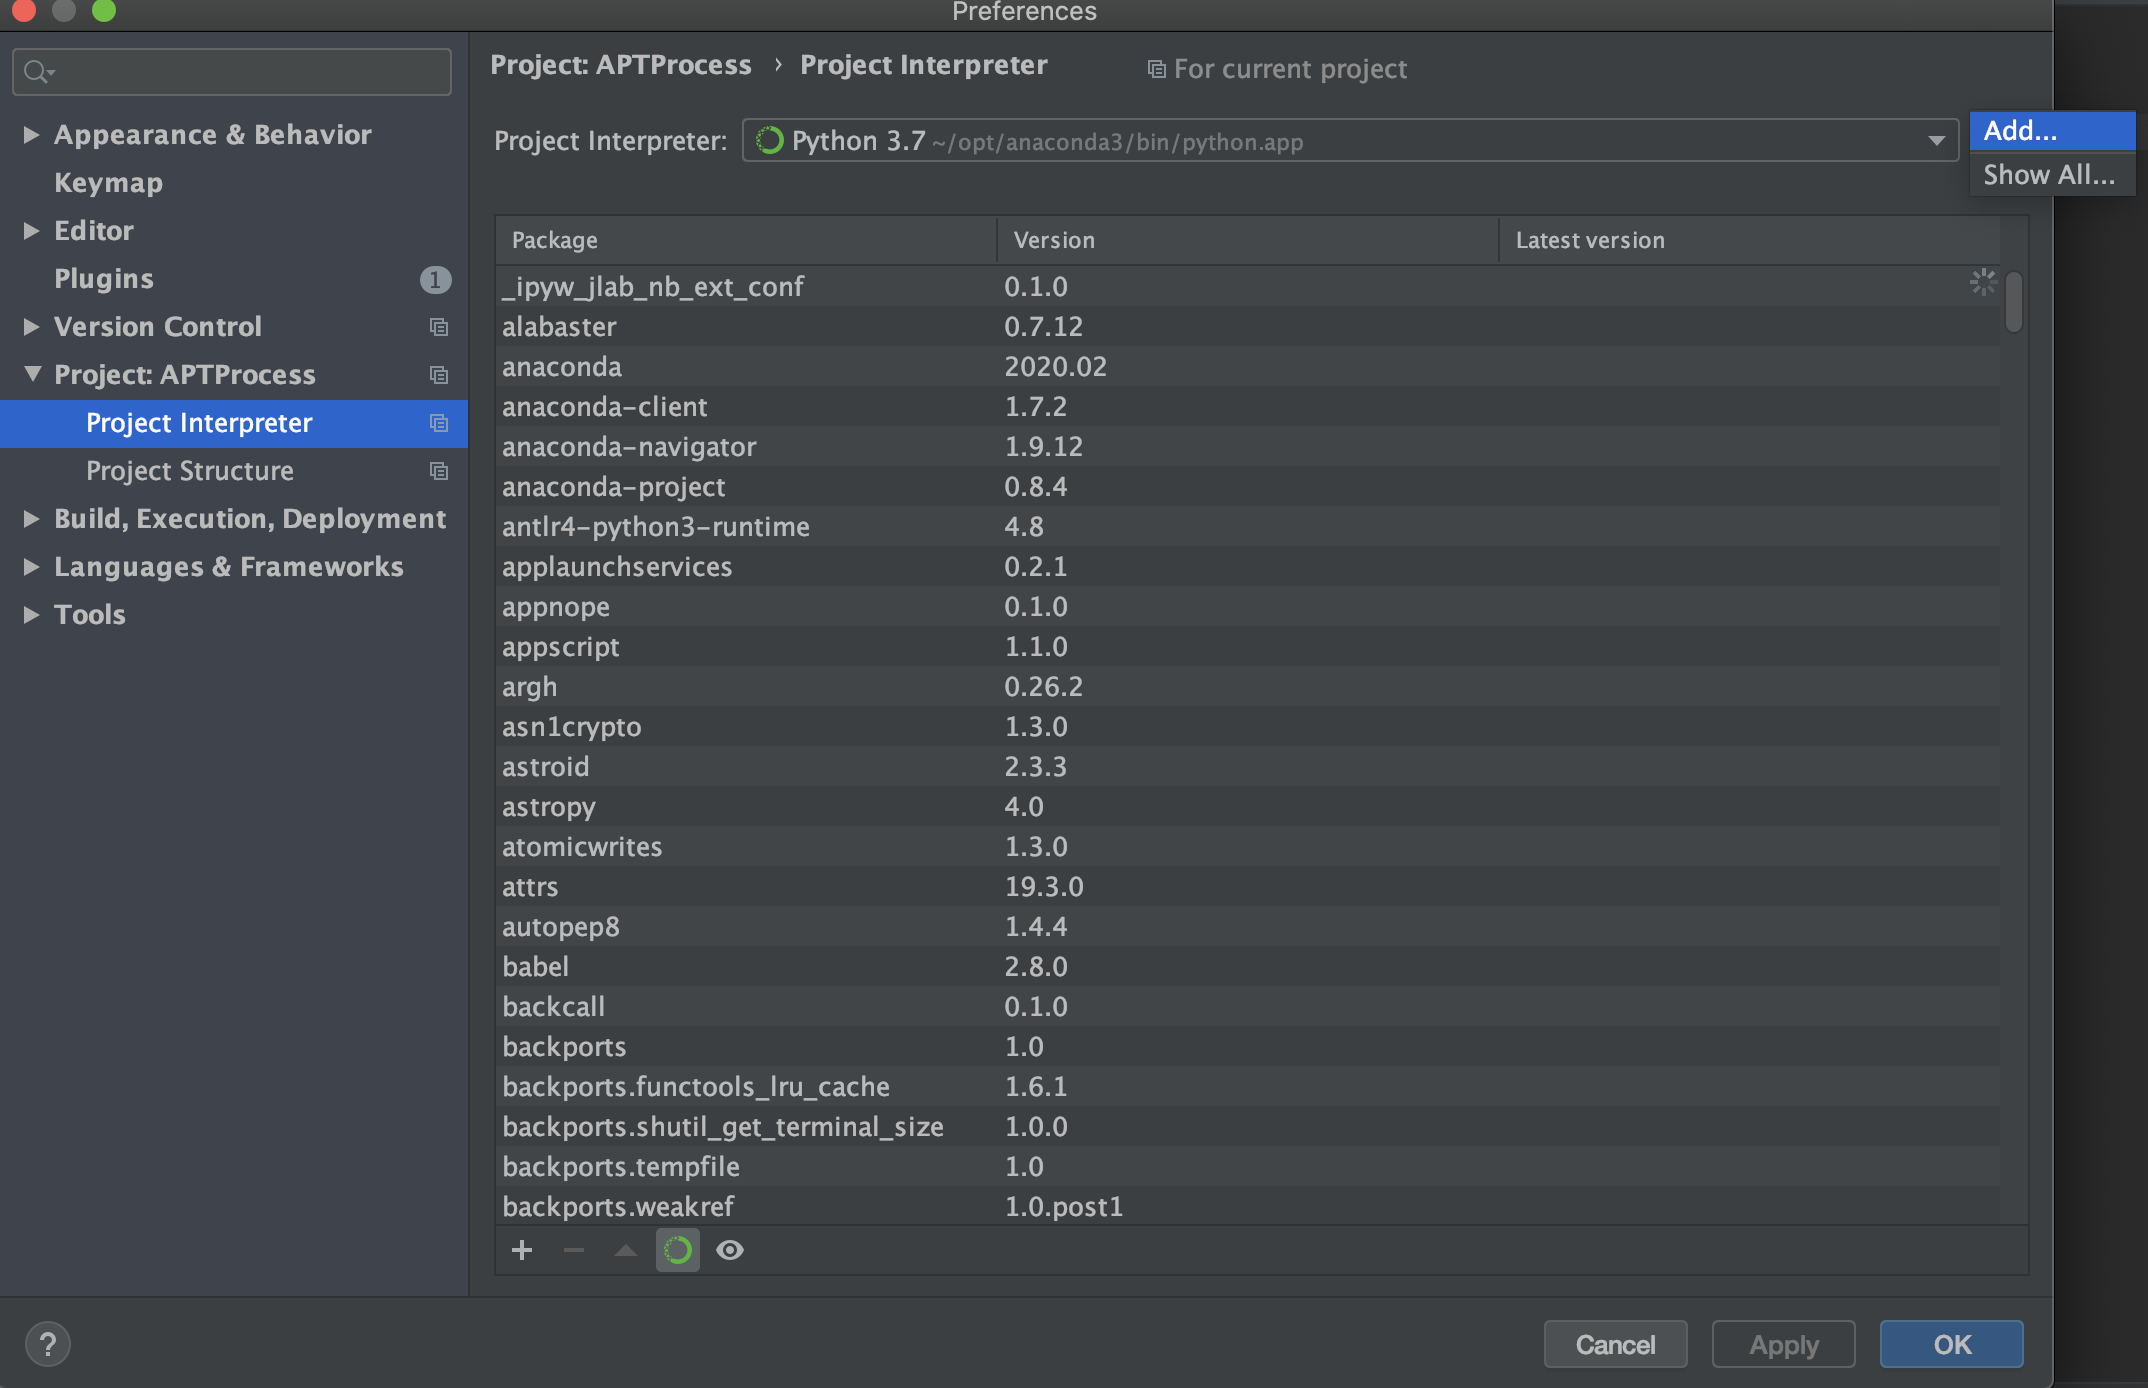 Preferences
Project: APTProcess › Project Interpreter For current project
Project Interpreter: Python 3.7 ~/opt/anaconda3/bin/python.app
Add...
Show All...
Appearance & Behavior
Keymap
Editor
Plugins 1
Version Control
Project: APTProcess
Project Interpreter
Project Structure
Build, Execution, Deployment
Languages & Frameworks
Tools
Package Version Latest version
_ipyw_jlab_nb_ext_conf 0.1.0
alabaster 0.7.12
anaconda 2020.02
anaconda-client 1.7.2
anaconda-navigator 1.9.12
anaconda-project 0.8.4
antlr4-python3-runtime 4.8
applaunchservices 0.2.1
appnope 0.1.0
appscript 1.1.0
argh 0.26.2
asn1crypto 1.3.0
astroid 2.3.3
astropy 4.0
atomicwrites 1.3.0
attrs 19.3.0
autopep8 1.4.4
babel 2.8.0
backcall 0.1.0
backports 1.0
backports.functools_lru_cache 1.6.1
backports.shutil_get_terminal_size 1.0.0
backports.tempfile 1.0
backports.weakref 1.0.post1
? Cancel Apply OK